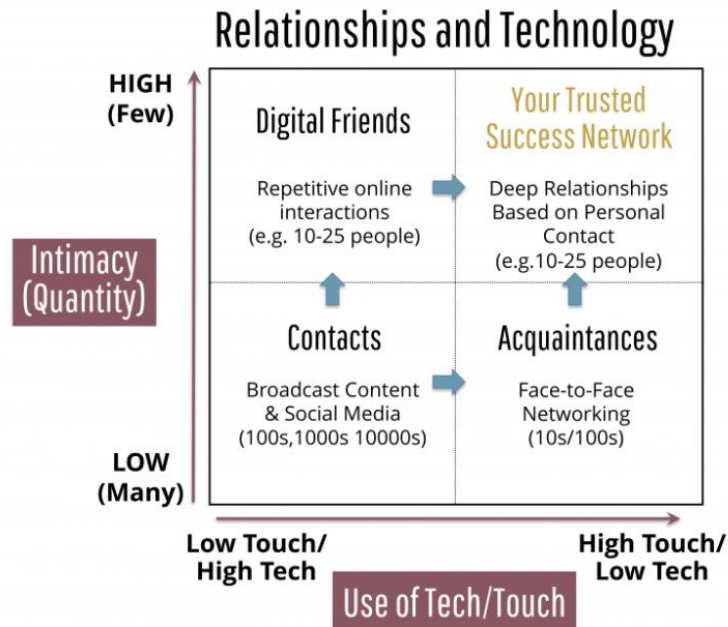 Relationships and Technology
HIGH
(Few)
Digital Friends
Repetitive online
interactions
(e.g. 10-25 people)
Your Trusted
Success Network
Deep Relationships
Based on Personal
Contact
(e.g.10-25 people)
Intimacy
(Quantity)
Contacts
Broadcast Content
& Social Media
(100s,1000s 10000s)
Acquaintances
Face-to-Face
Networking
(10s/100s)
LOW
(Many)
Low Touch/
High Tech
High Touch/
Low Tech
Use of Tech/Touch